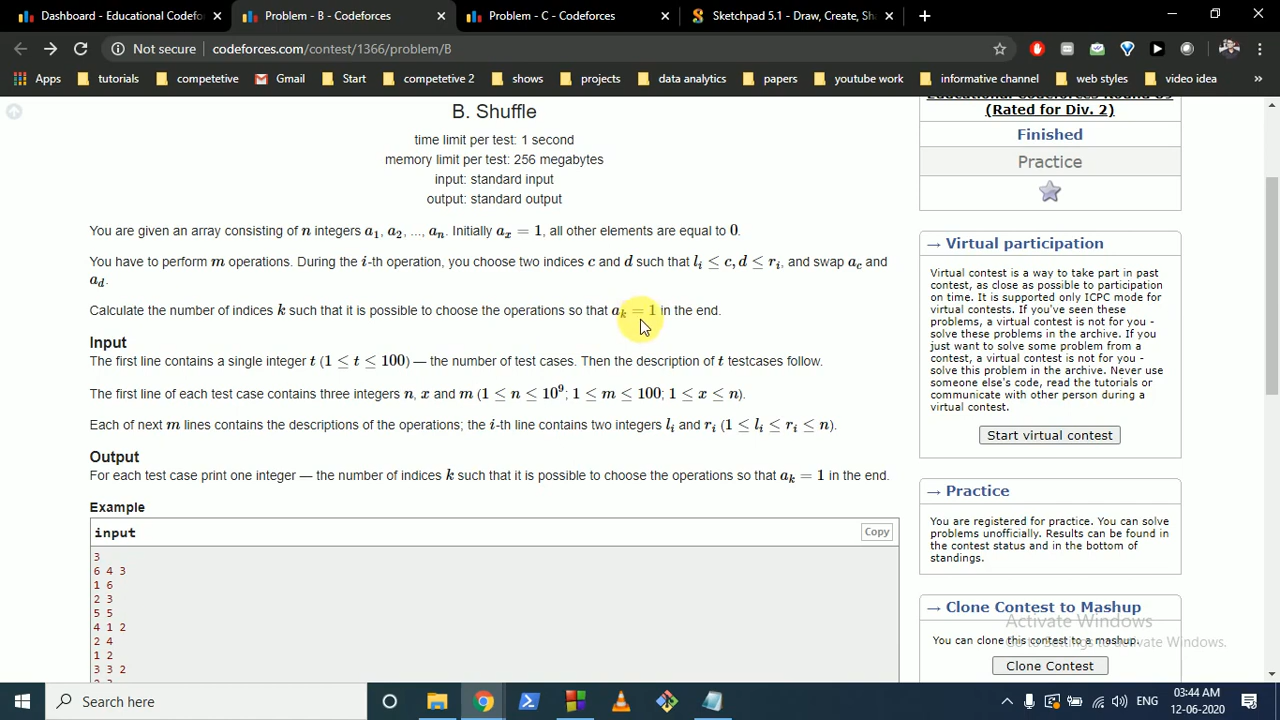 Dashboard - Educational Codefo
Problem - B - Codeforces
Problem - C - Codeforces
Sketchpad 5.1 - Draw, Create, Sh
Not secure
codeforces.com/contest/1366/problem/B
Apps
tutorials
competetive
Gmail
Start
competetive 2
shows
projects
data analytics
papers
youtube work
informative channel
web styles
video idea
»
B. Shuffle
time limit per test: 1 second
memory limit per test: 256 megabytes
input: standard input
output: standard output
You are given an array consisting of n integers a₁, a₂, ..., aₙ. Initially aₓ = 1, all other elements are equal to 0.
You have to perform m operations. During the i-th operation, you choose two indices c and d such that lᵢ ≤ c, d ≤ rᵢ, and swap a_c and
a_d.
Calculate the number of indices k such that it is possible to choose the operations so that aₖ = 1 in the end.
Input
The first line contains a single integer t (1 ≤ t ≤ 100) — the number of test cases. Then the description of t testcases follow.
The first line of each test case contains three integers n, x and m (1 ≤ n ≤ 10⁹; 1 ≤ m ≤ 100; 1 ≤ x ≤ n).
Each of next m lines contains the descriptions of the operations; the i-th line contains two integers lᵢ and rᵢ (1 ≤ lᵢ ≤ rᵢ ≤ n).
Output
For each test case print one integer — the number of indices k such that it is possible to choose the operations so that aₖ = 1 in the end.
Example
input
Copy
3
6 4 3
1 6
2 3
5 5
4 1 2
2 4
1 2
3 3 2
Educational Codeforces Round 89
(Rated for Div. 2)
Finished
Practice
→ Virtual participation
Virtual contest is a way to take part in past
contest, as close as possible to participation
on time. It is supported only ICPC mode for
virtual contests. If you've seen these
problems, a virtual contest is not for you -
solve these problems in the archive. If you
just want to solve some problem from a
contest, a virtual contest is not for you -
solve this problem in the archive. Never use
someone else's code, read the tutorials or
communicate with other person during a
virtual contest.
Start virtual contest
→ Practice
You are registered for practice. You can solve
problems unofficially. Results can be found in
the contest status and in the bottom of
standings.
→ Clone Contest to Mashup
You can clone this contest to a mashup.
Clone Contest
Activate Windows
Go to Settings to activate Windows.
Type here
Search here
ENG
03:44 AM
12-06-2020